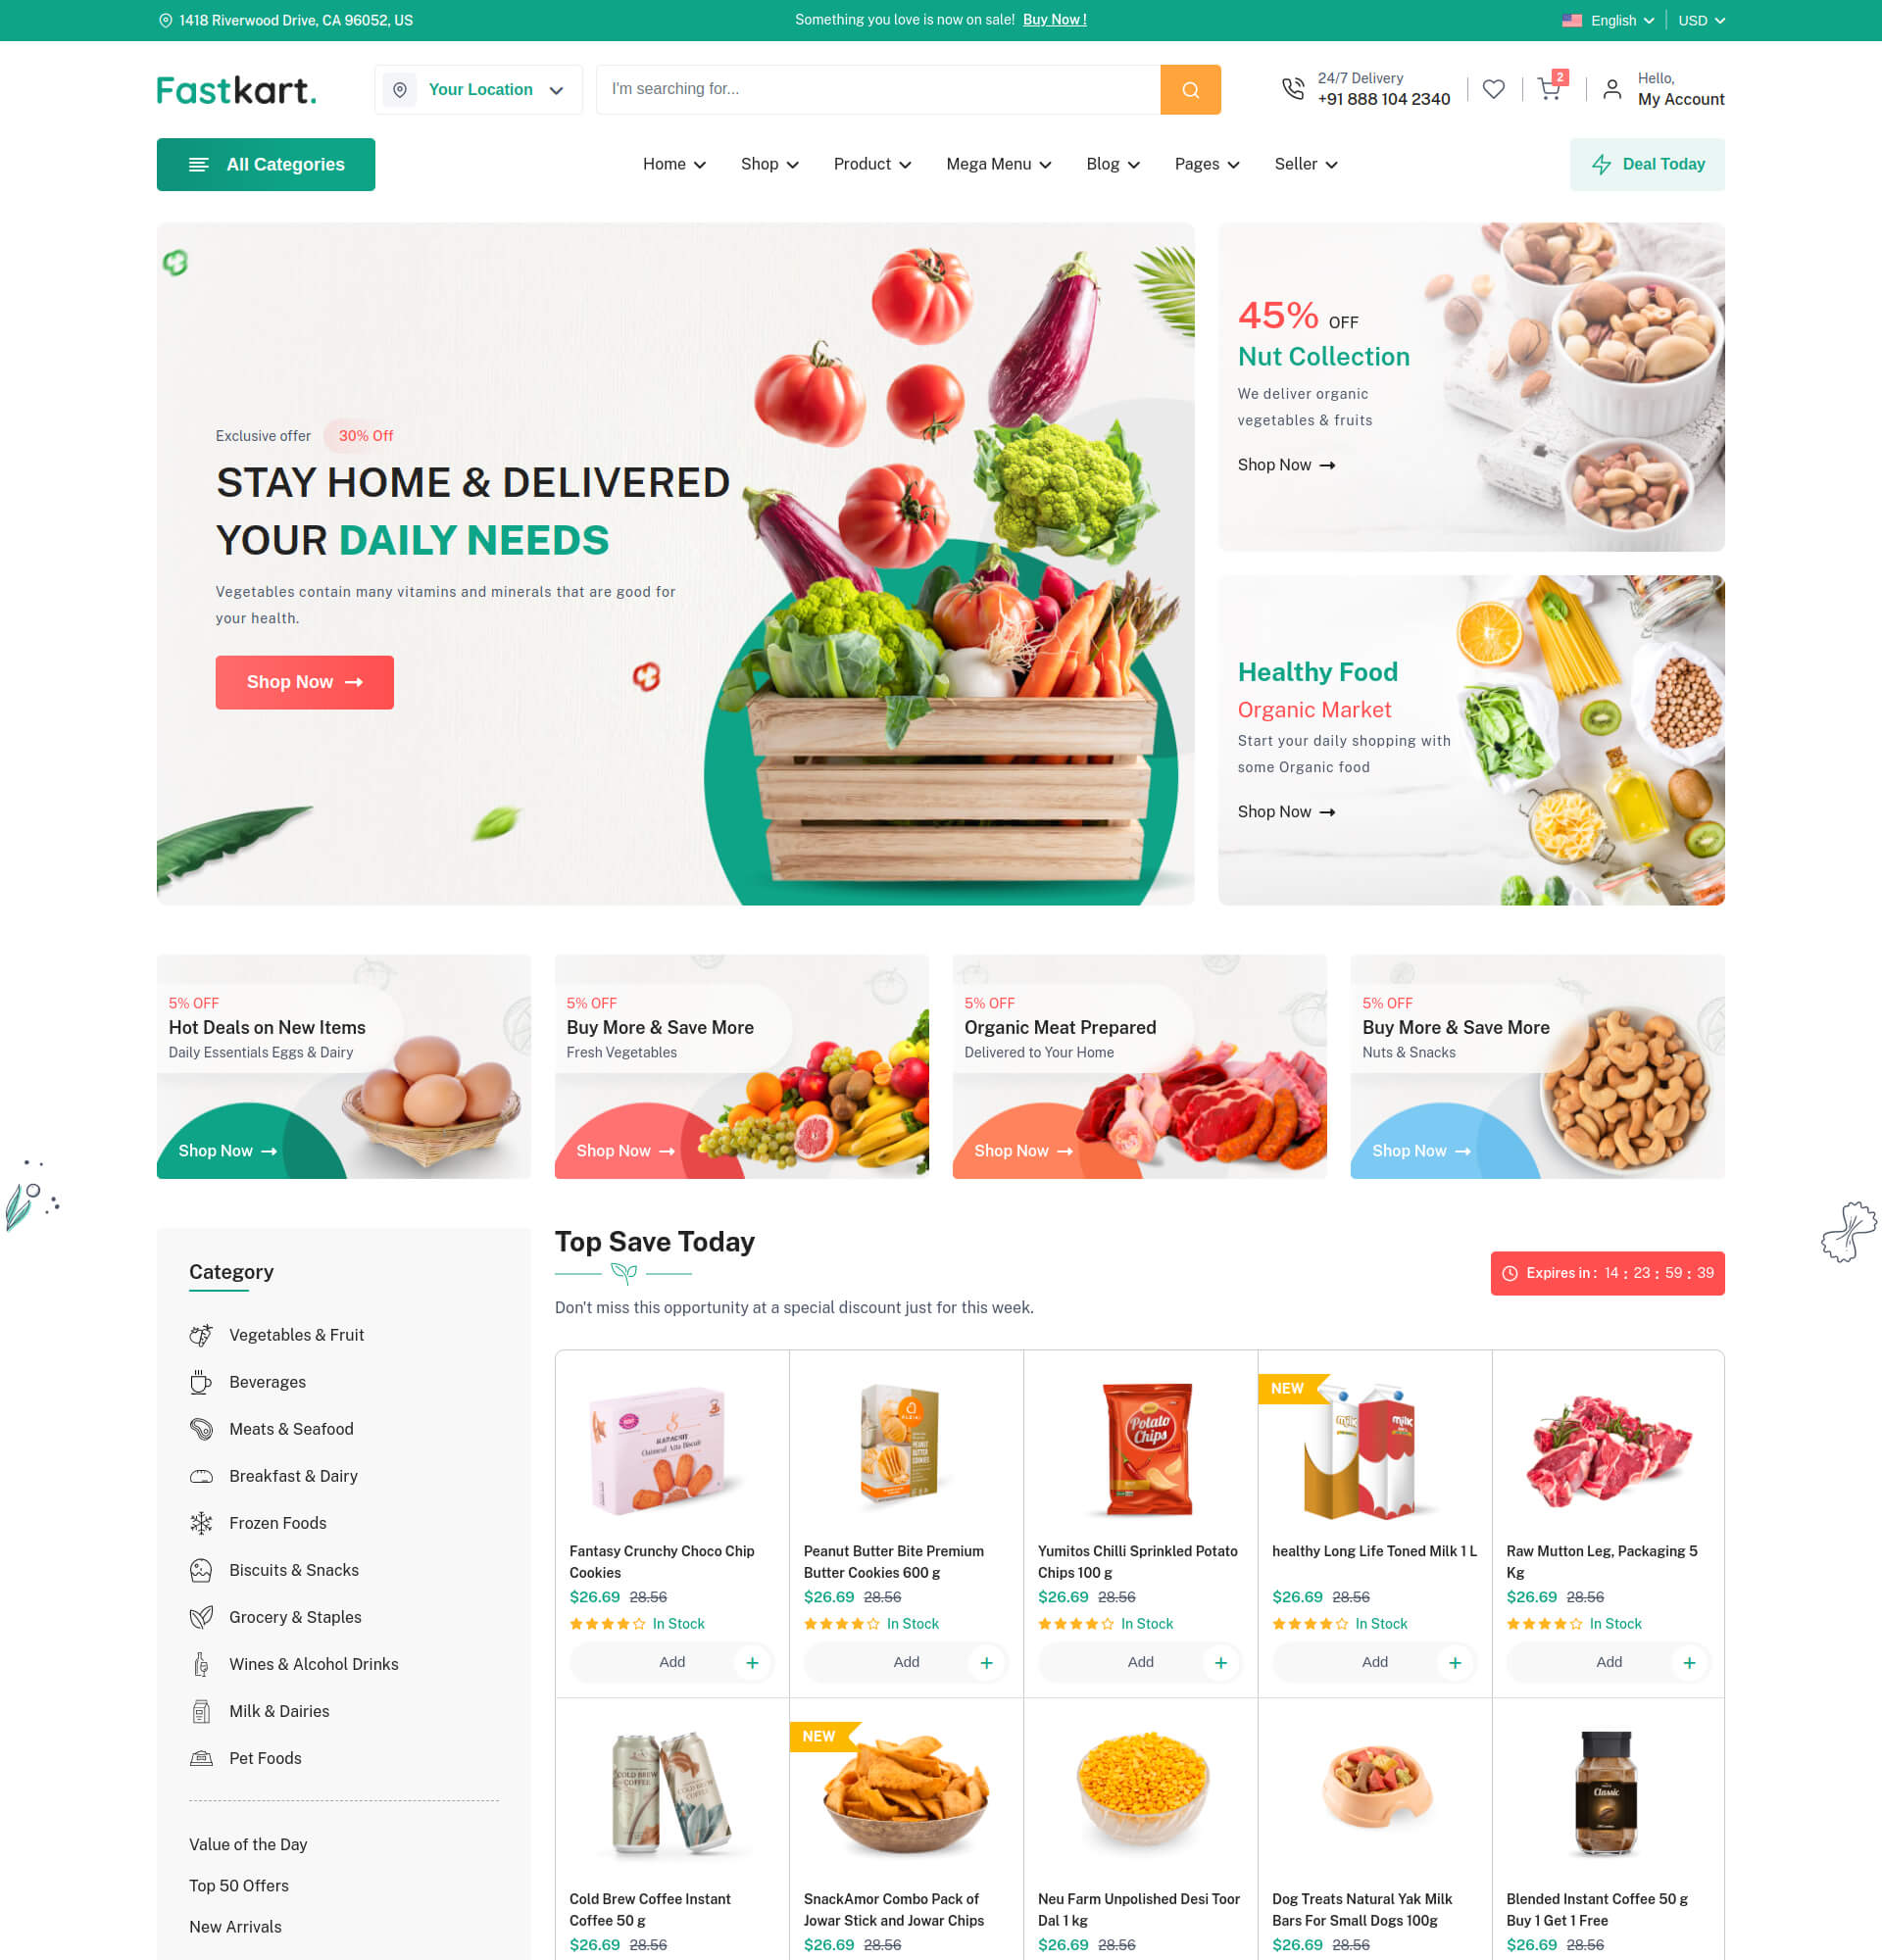 1418 Riverwood Drive, CA 96052, US
Something you love is now on sale! Buy Now !
English
USD
Fastkart.
Your Location
I'm searching for...
24/7 Delivery
+91 888 104 2340
2
Hello,
My Account
All Categories
Home
Shop
Product
Mega Menu
Blog
Pages
Seller
Deal Today
Exclusive offer 30% Off
STAY HOME & DELIVERED
YOUR DAILY NEEDS
Vegetables contain many vitamins and minerals that are good for
your health.
Shop Now
45% OFF
Nut Collection
We deliver organic
vegetables & fruits
Shop Now
Healthy Food
Organic Market
Start your daily shopping with
some Organic food
Shop Now
5% OFF
Hot Deals on New Items
Daily Essentials Eggs & Dairy
Shop Now
5% OFF
Buy More & Save More
Fresh Vegetables
Shop Now
5% OFF
Organic Meat Prepared
Delivered to Your Home
Shop Now
5% OFF
Buy More & Save More
Nuts & Snacks
Shop Now
Category
Vegetables & Fruit
Beverages
Meats & Seafood
Breakfast & Dairy
Frozen Foods
Biscuits & Snacks
Grocery & Staples
Wines & Alcohol Drinks
Milk & Dairies
Pet Foods
Value of the Day
Top 50 Offers
New Arrivals
Top Save Today
Don't miss this opportunity at a special discount just for this week.
Expires in : 14 : 23 : 59 : 39
Fantasy Crunchy Choco Chip
Cookies
$26.69 28.56
In Stock
Add
PEANUT
BUTTER
COOKIES
Peanut Butter Bite Premium
Butter Cookies 600 g
$26.69 28.56
In Stock
Add
Potato
Chips
Yumitos Chilli Sprinkled Potato
Chips 100 g
$26.69 28.56
In Stock
Add
NEW
milk
milk
healthy Long Life Toned Milk 1 L
$26.69 28.56
In Stock
Add
Raw Mutton Leg, Packaging 5
Kg
$26.69 28.56
In Stock
Add
COLD BREW
COFFEE
COLD BREW
COFFEE
Cold Brew Coffee Instant
Coffee 50 g
$26.69 28.56
NEW
SnackAmor Combo Pack of
Jowar Stick and Jowar Chips
$26.69 28.56
Neu Farm Unpolished Desi Toor
Dal 1 kg
$26.69 28.56
Dog Treats Natural Yak Milk
Bars For Small Dogs 100g
$26.69 28.56
Classic
Blended Instant Coffee 50 g
Buy 1 Get 1 Free
$26.69 28.56